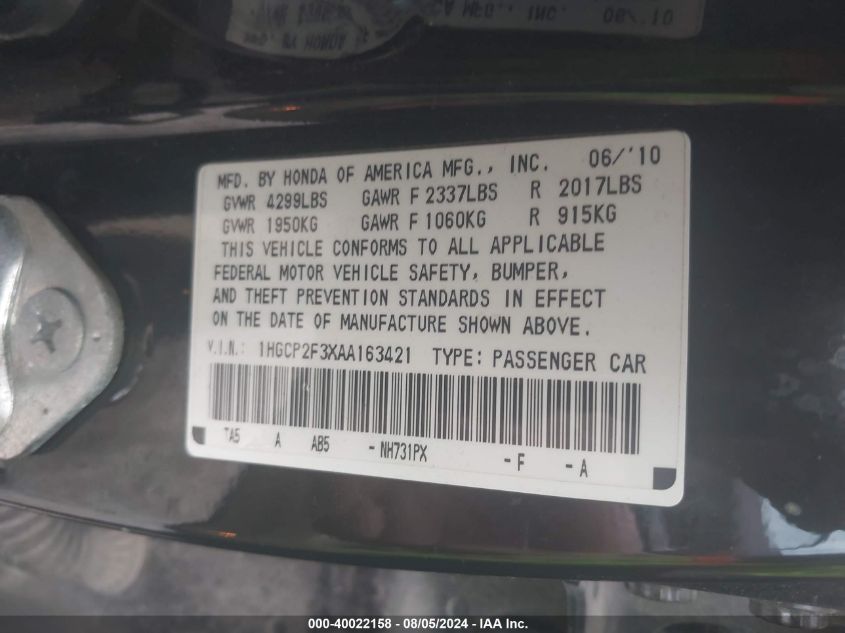 MFD. BY HONDA OF AMERICA MFG., INC. 06/'10
GVWR 4299LBS GAWR F 2337LBS R 2017LBS
GVWR 1950KG GAWR F 1060KG R 915KG
THIS VEHICLE CONFORMS TO ALL APPLICABLE
FEDERAL MOTOR VEHICLE SAFETY, BUMPER,
AND THEFT PREVENTION STANDARDS IN EFFECT
ON THE DATE OF MANUFACTURE SHOWN ABOVE.
V.I.N.: 1HGCP2F3XAA163421 TYPE: PASSENGER CAR
TA5 A AB5 -NH731PX -F -A
000-40022158 - 08/05/2024 - IAA Inc.